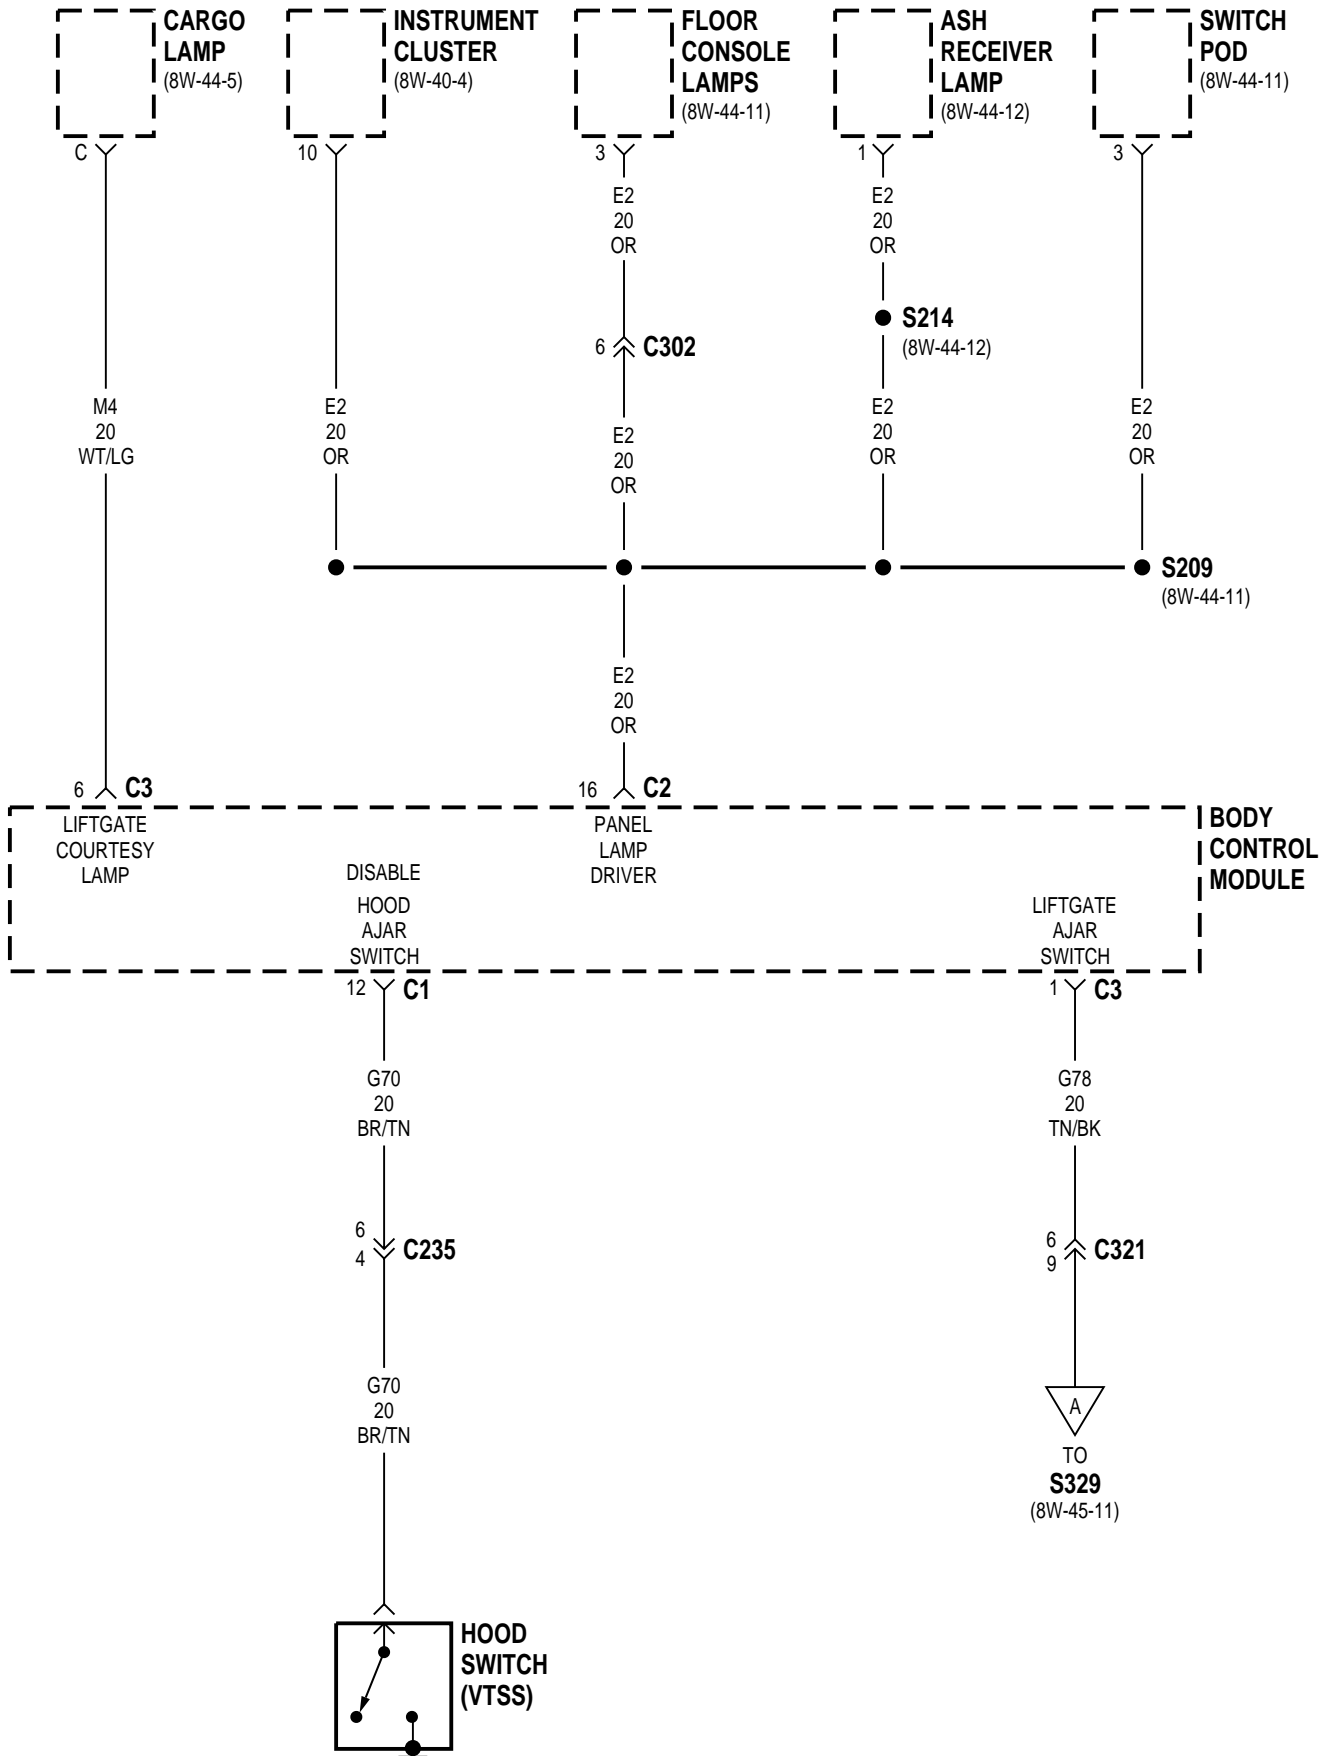 CARGO
LAMP
(8W-44-5)
INSTRUMENT
CLUSTER
(8W-40-4)
FLOOR
CONSOLE
LAMPS
(8W-44-11)
ASH
RECEIVER
LAMP
(8W-44-12)
SWITCH
POD
(8W-44-11)
C
10
3
1
3
E2
20
OR
E2
20
OR
S214
(8W-44-12)
6
C302
M4
20
WT/LG
E2
20
OR
E2
20
OR
E2
20
OR
E2
20
OR
S209
(8W-44-11)
E2
20
OR
6
C3
16
C2
BODY
CONTROL
MODULE
LIFTGATE
COURTESY
LAMP
PANEL
LAMP
DRIVER
DISABLE
HOOD
AJAR
SWITCH
LIFTGATE
AJAR
SWITCH
12
C1
1
C3
G70
20
BR/TN
G78
20
TN/BK
6
4
C235
6
9
C321
G70
20
BR/TN
A
TO
S329
(8W-45-11)
HOOD
SWITCH
(VTSS)